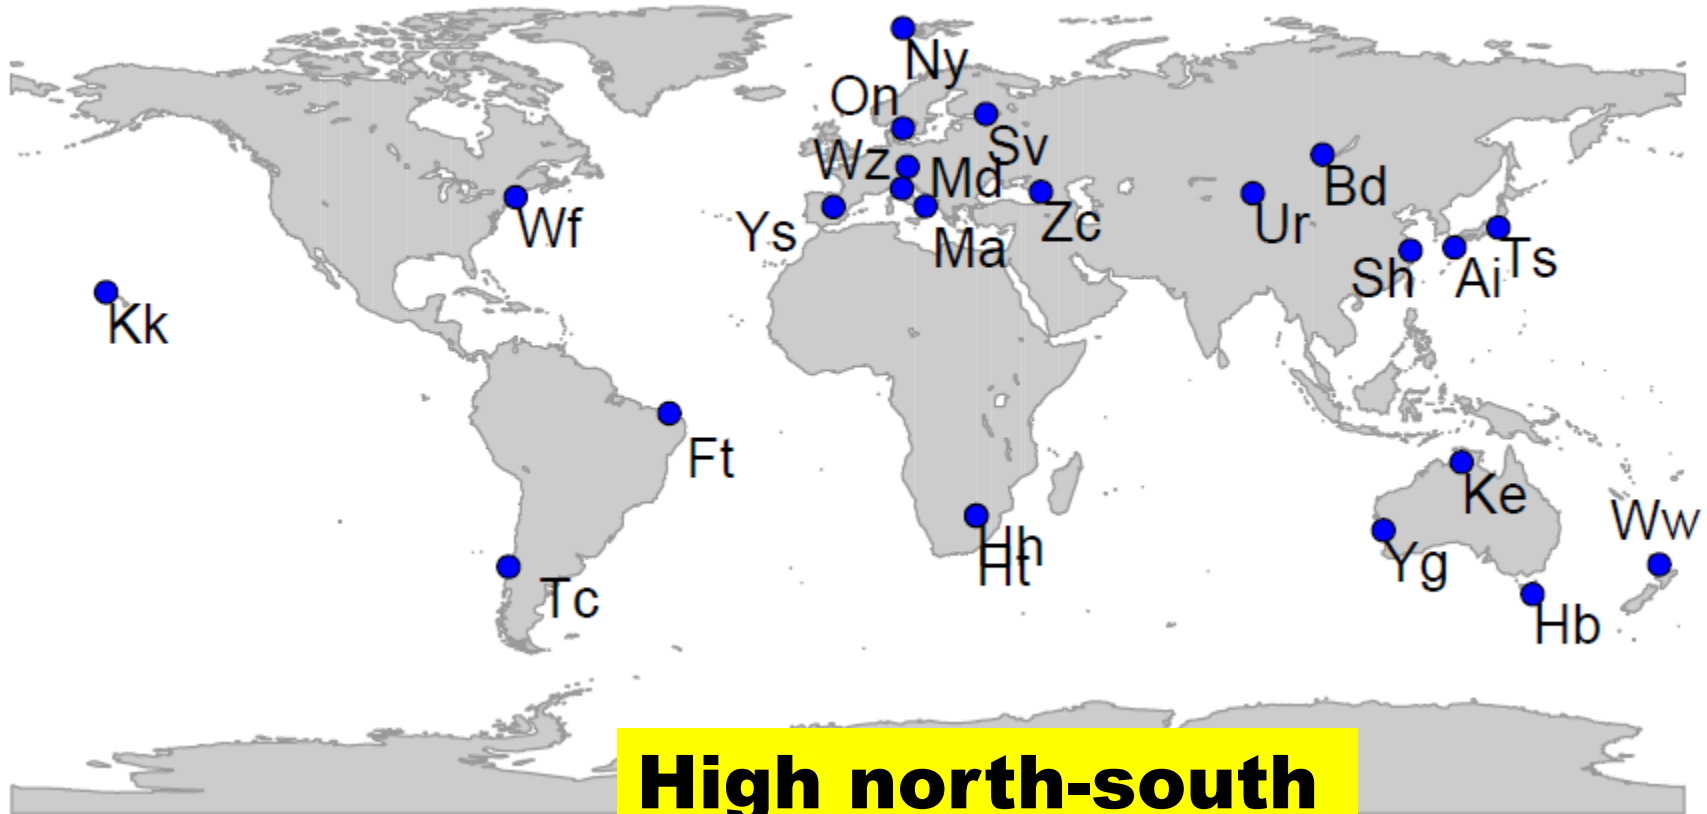 Ny
On
Sv
Wz
Md
Bd
Wf
Ys
Zc
Ur
Ma
Ts
Sh
Ai
Kk
Ft
Ke
Ww
Hh
Ht
Yg
Tc
Hb
High north-south